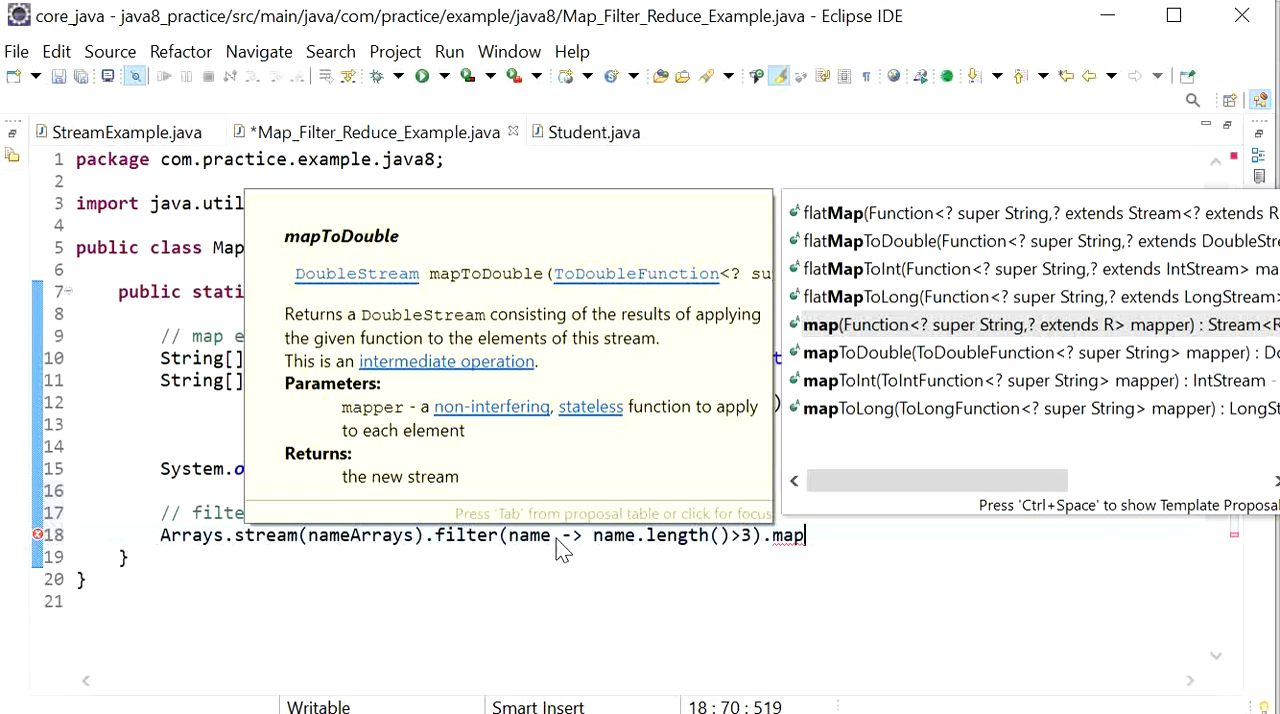 core_java - java8_practice/src/main/java/com/practice/example/java8/Map_Filter_Reduce_Example.java - Eclipse IDE
File Edit Source Refactor Navigate Search Project Run Window Help
StreamExample.java *Map_Filter_Reduce_Example.java Student.java
1 package com.practice.example.java8;
2
3 import java.util
4
5 public class Map
6
7 public stati
8
9 // map e
10 String[]
11 String[]
12 )
13
14
15 System.o
16
17 // filte
18 Arrays.stream(nameArrays).filter(name -> name.length()>3).map
19 }
20 }
21
mapToDouble
DoubleStream mapToDouble(ToDoubleFunction<? su
Returns a DoubleStream consisting of the results of applying
the given function to the elements of this stream.
This is an intermediate operation.
Parameters:
mapper - a non-interfering, stateless function to apply
to each element
Returns:
the new stream
Press 'Tab' from proposal table or click for focus
flatMap(Function<? super String,? extends Stream<? extends R
flatMapToDouble(Function<? super String,? extends DoubleStre
flatMapToInt(Function<? super String,? extends IntStream> ma
flatMapToLong(Function<? super String,? extends LongStream>
map(Function<? super String,? extends R> mapper) : Stream<R
mapToDouble(ToDoubleFunction<? super String> mapper) : Do
mapToInt(ToIntFunction<? super String> mapper) : IntStream -
mapToLong(ToLongFunction<? super String> mapper) : LongSt
Press 'Ctrl+Space' to show Template Proposal
Writable Smart Insert 18 : 70 : 519